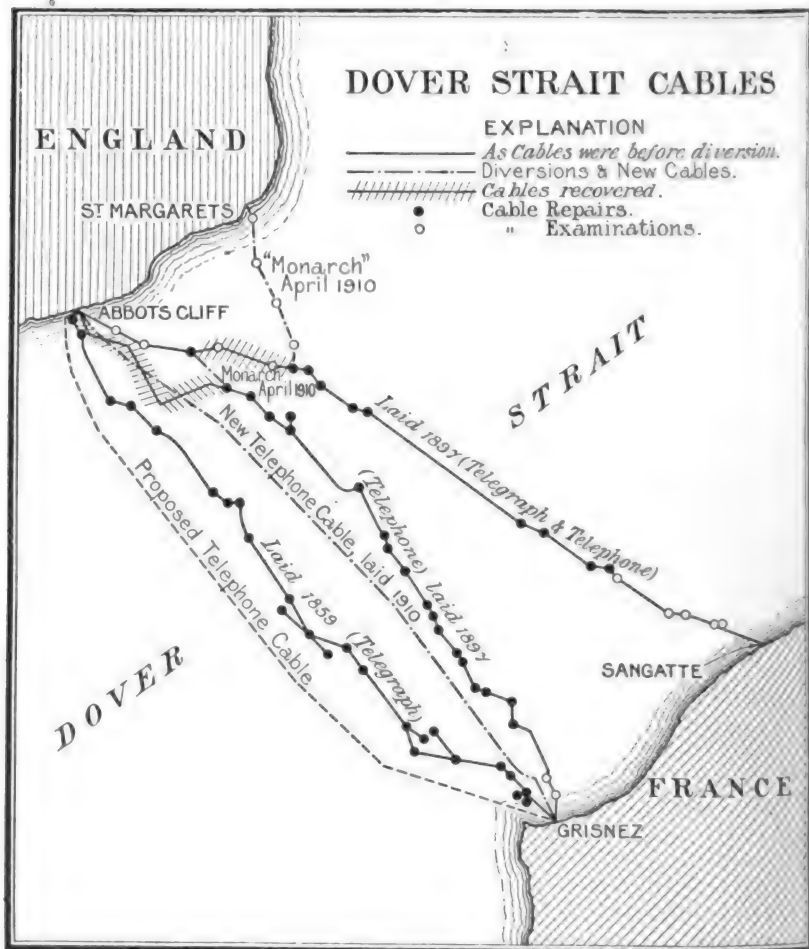 DOVER STRAIT CABLES
EXPLANATION
As Cables were before diversion.
Diversions & New Cables.
Cables recovered.
Cable Repairs.
" Examinations.
ENGLAND
ST MARGARETS
"Monarch"
April 1910
ABBOTS CLIFF
Monarch
April 1910
STRAIT
Laid 1897 (Telegraph & Telephone)
(Telephone) laid 1897
New Telephone Cable, laid 1910
Laid 1859 (Telegraph)
Proposed Telephone Cable
DOVER
SANGATTE
FRANCE
GRISNEZ